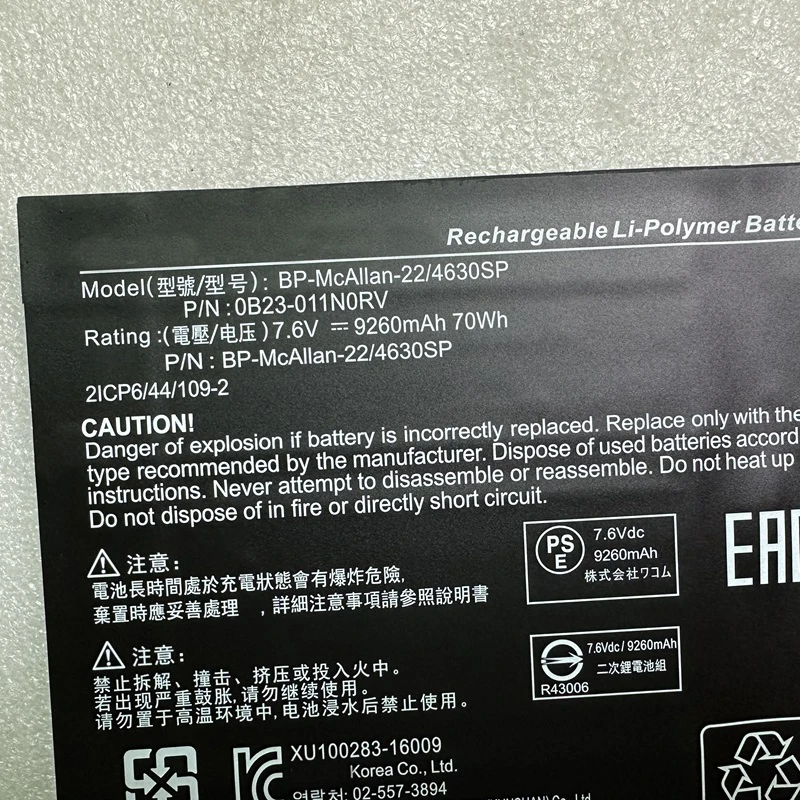 Rechargeable Li-Polymer
Model(型號/型号): BP-McAllan-22/4630SP
P/N :0B23-011N0RV
Rating :(電壓/电压)7.6V ⎓ 9260mAh 70Wh
P/N : BP-McAllan-22/4630SP
2ICP6/44/109-2
CAUTION!
Danger of explosion if battery is incorrectly replaced. Replace only with the
type recommended by the manufacturer. Dispose of used batteries accord
instructions. Never attempt to disassemble or reassemble. Do not heat up
Do not dispose of in fire or directly short circuit.
注意:
電池長時間處於充電狀態會有爆炸危險,
棄置時應妥善處理 , 詳細注意事項請參照說明書
注意:
禁止拆解、撞击、挤压或投入火中。
若出现严重鼓胀,请勿继续使用。
请勿置于高温环境中,电池浸水后禁止使用。
PS
E
7.6Vdc
9260mAh
株式会社ワコム
EAC
7.6Vdc / 9260mAh
二次鋰電池組
R43006
XU100283-16009
Korea Co., Ltd.
연락처: 02-557-3894
Co., Ltd